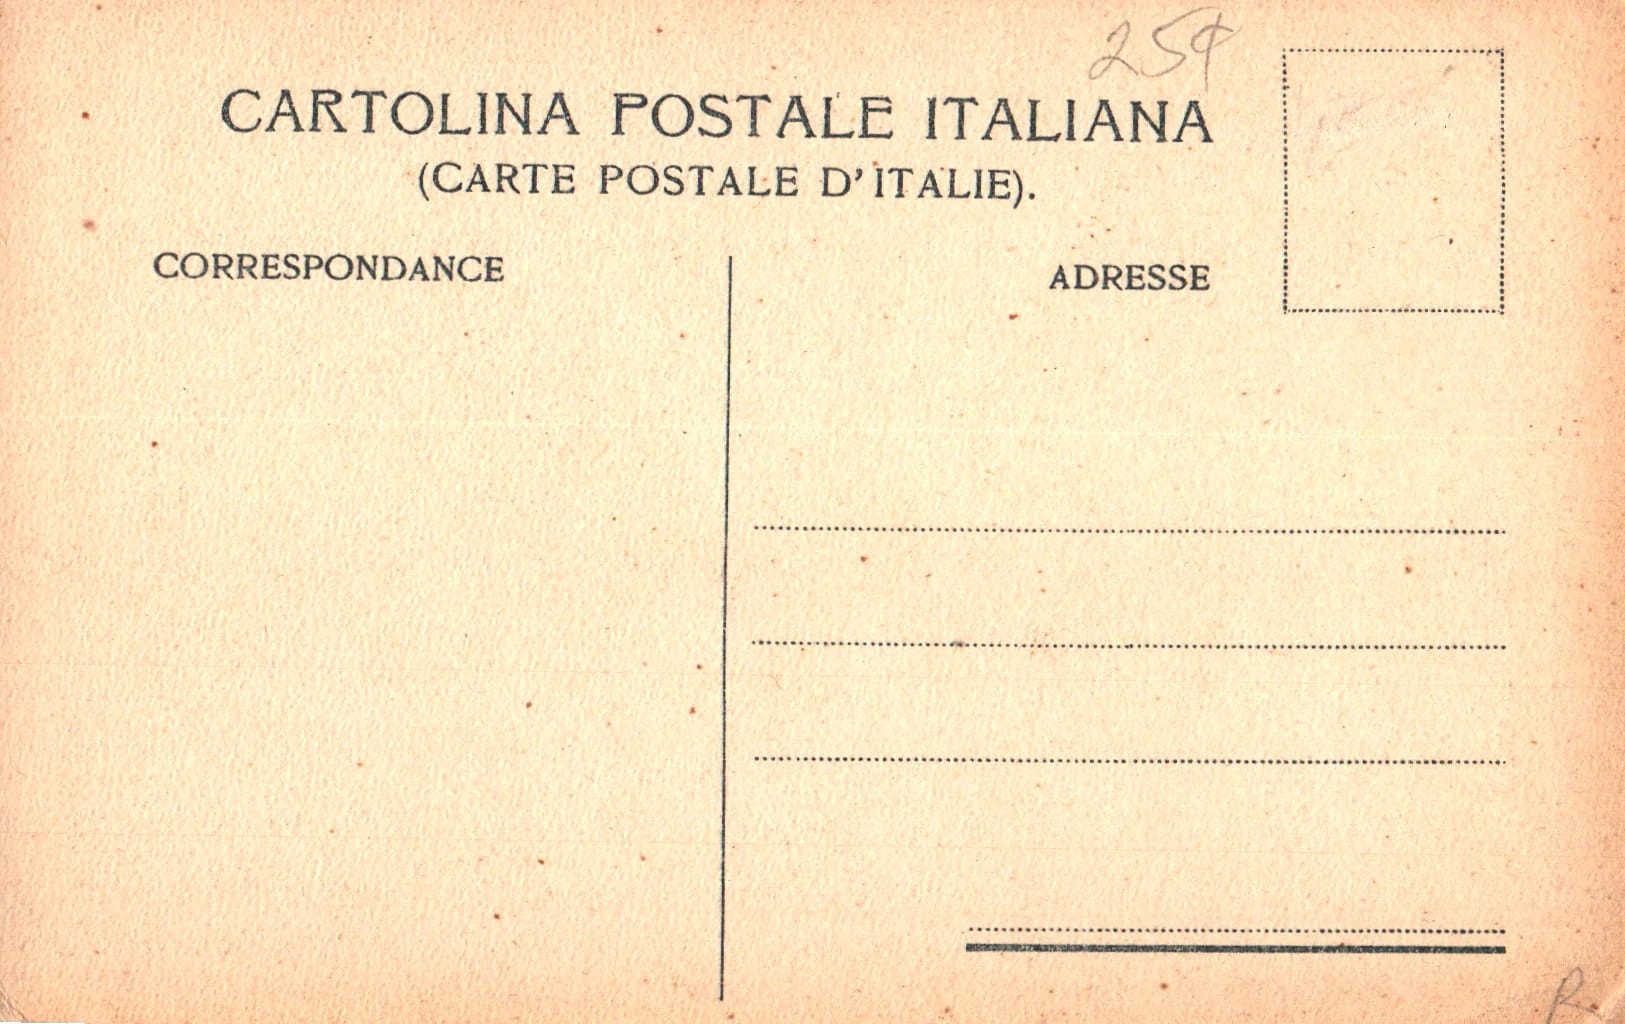 25¢
CARTOLINA POSTALE ITALIANA
(CARTE POSTALE D'ITALIE).
CORRESPONDANCE
ADRESSE
R.